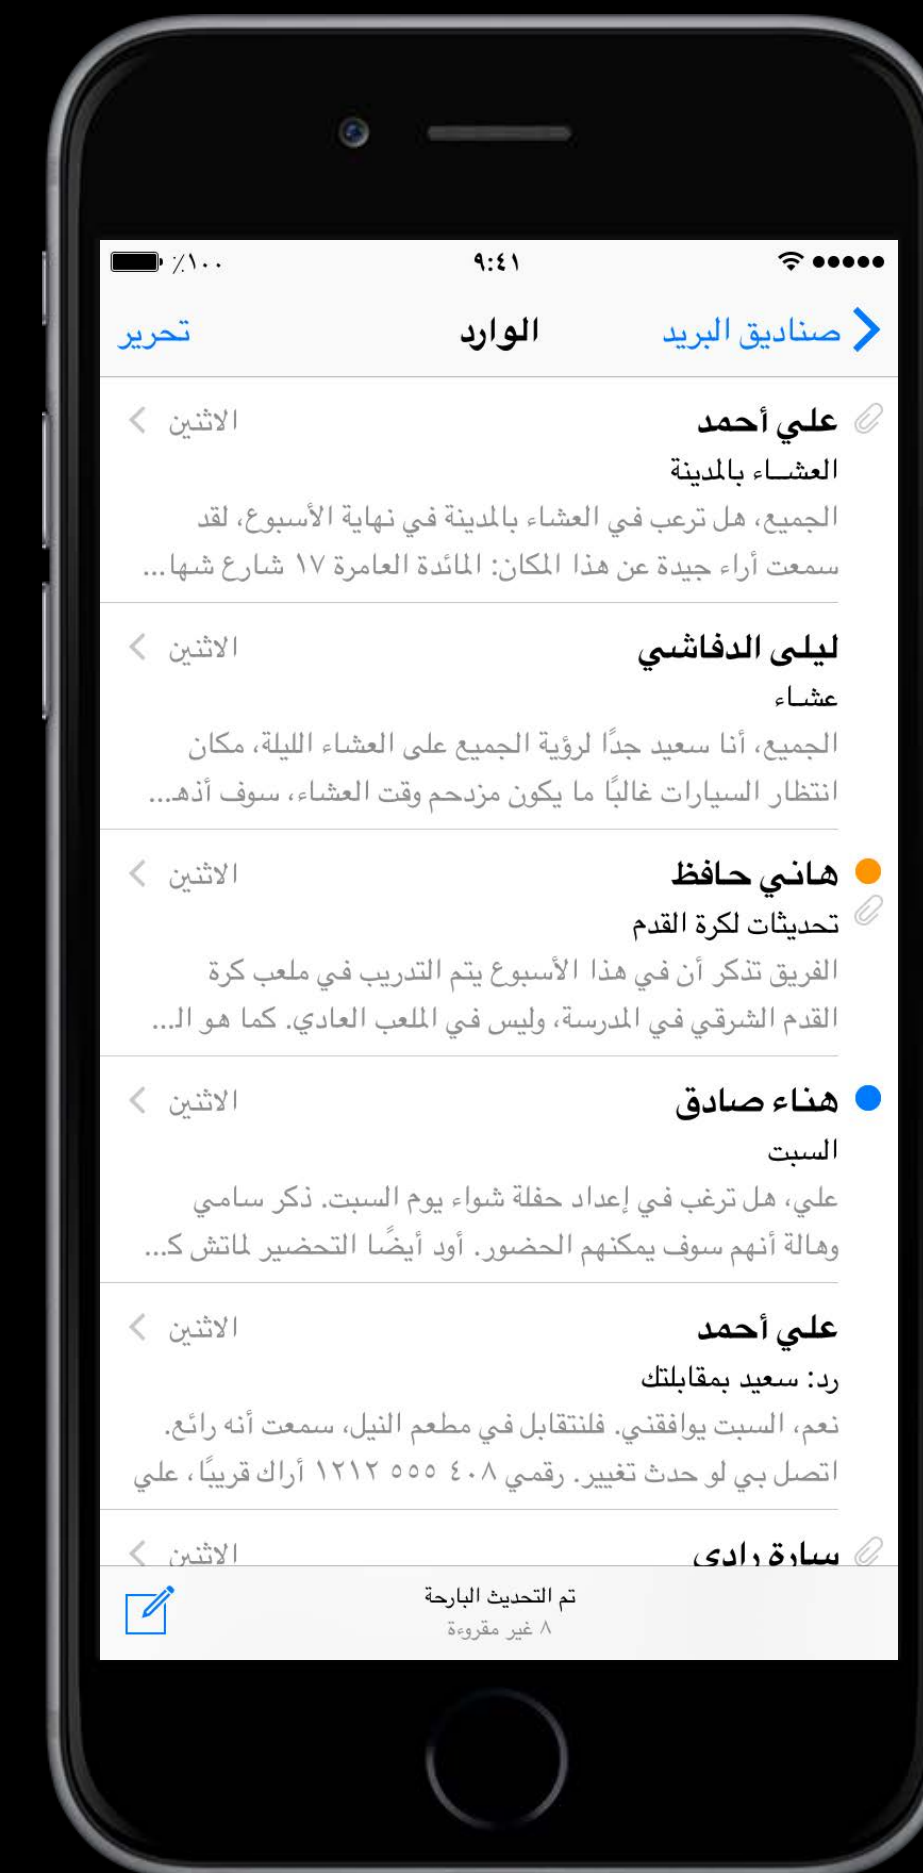 ٩:٤١ ٪١٠٠
صناديق البريد الوارد تحرير
علي أحمد الاثنين
العشــاء بالمدينة
الجميع، هل ترعب في العشاء بالمدينة في نهاية الأسبوع، لقد
سمعت أراء جيدة عن هذا المكان: المائدة العامرة ١٧ شارع شها...
ليلى الدفاشي الاثنين
عشاء
الجميع، أنا سعيد جدًا لرؤية الجميع على العشاء الليلة، مكان
انتظار السيارات غالبًا ما يكون مزدحم وقت العشاء، سوف أذهـ...
هاني حافظ الاثنين
تحديثات لكرة القدم
الفريق تذكر أن في هذا الأسبوع يتم التدريب في ملعب كرة
القدم الشرقي في المدرسة، وليس في الملعب العادي. كما هو الـ...
هناء صادق الاثنين
السبت
علي، هل ترغب في إعداد حفلة شواء يوم السبت. ذكر سامي
وهالة أنهم سوف يمكنهم الحضور. أود أيضًا التحضير لماتش كـ...
علي أحمد الاثنين
رد: سعيد بمقابلتك
نعم، السبت يوافقني. فلنتقابل في مطعم النيل، سمعت أنه رائع.
اتصل بي لو حدث تغيير. رقمي ٤٠٨ ٥٥٥ ١٢١٢ أراك قريبًا، علي
سارة رادي الاثنين
تم التحديث البارحة
٨ غير مقروءة